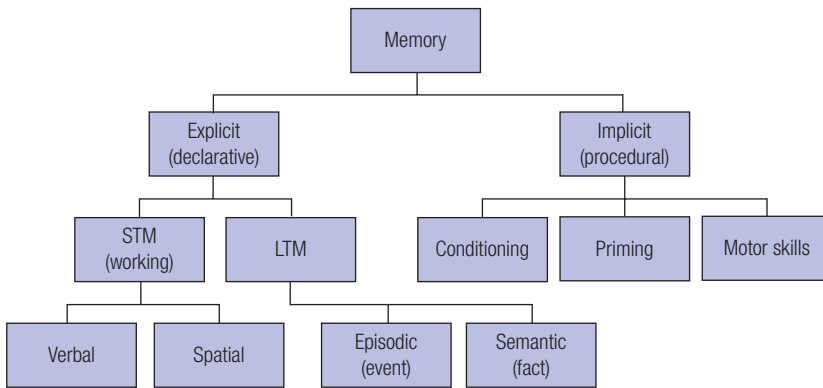 Memory
Explicit
(declarative)
Implicit
(procedural)
STM
(working)
LTM
Conditioning
Priming
Motor skills
Verbal
Spatial
Episodic
(event)
Semantic
(fact)